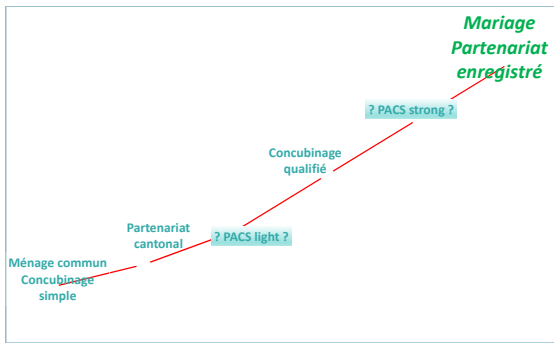 Mariage
Partenariat
enregistré
? PACS strong ?
Concubinage
qualifié
Partenariat
cantonal
? PACS light ?
Ménage commun
Concubinage
simple